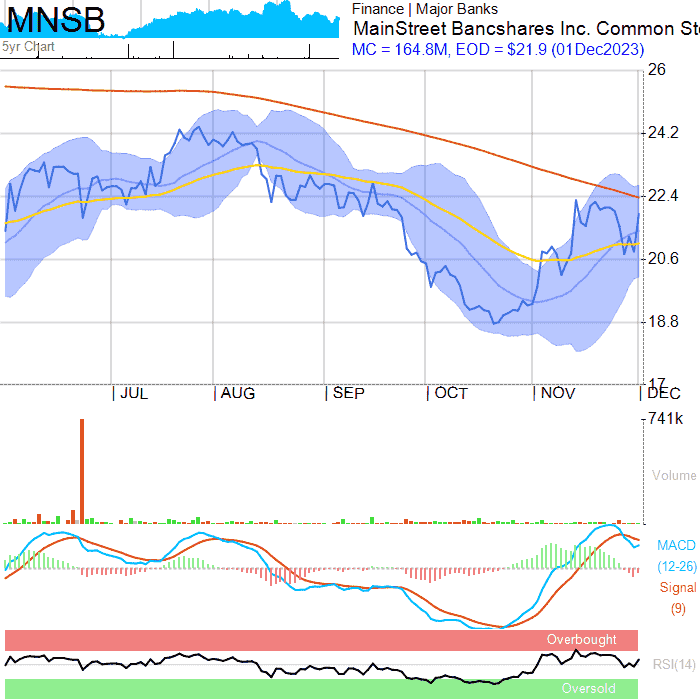 MNSB
5yr Chart
Finance | Major Banks
MainStreet Bancshares Inc. Common Sto
MC = 164.8M, EOD = $21.9 (01Dec2023)
26
24.2
22.4
20.6
18.8
17
JUL AUG SEP OCT NOV DEC
741k
Volume
MACD
(12-26)
Signal
(9)
Overbought
RSI(14)
Oversold